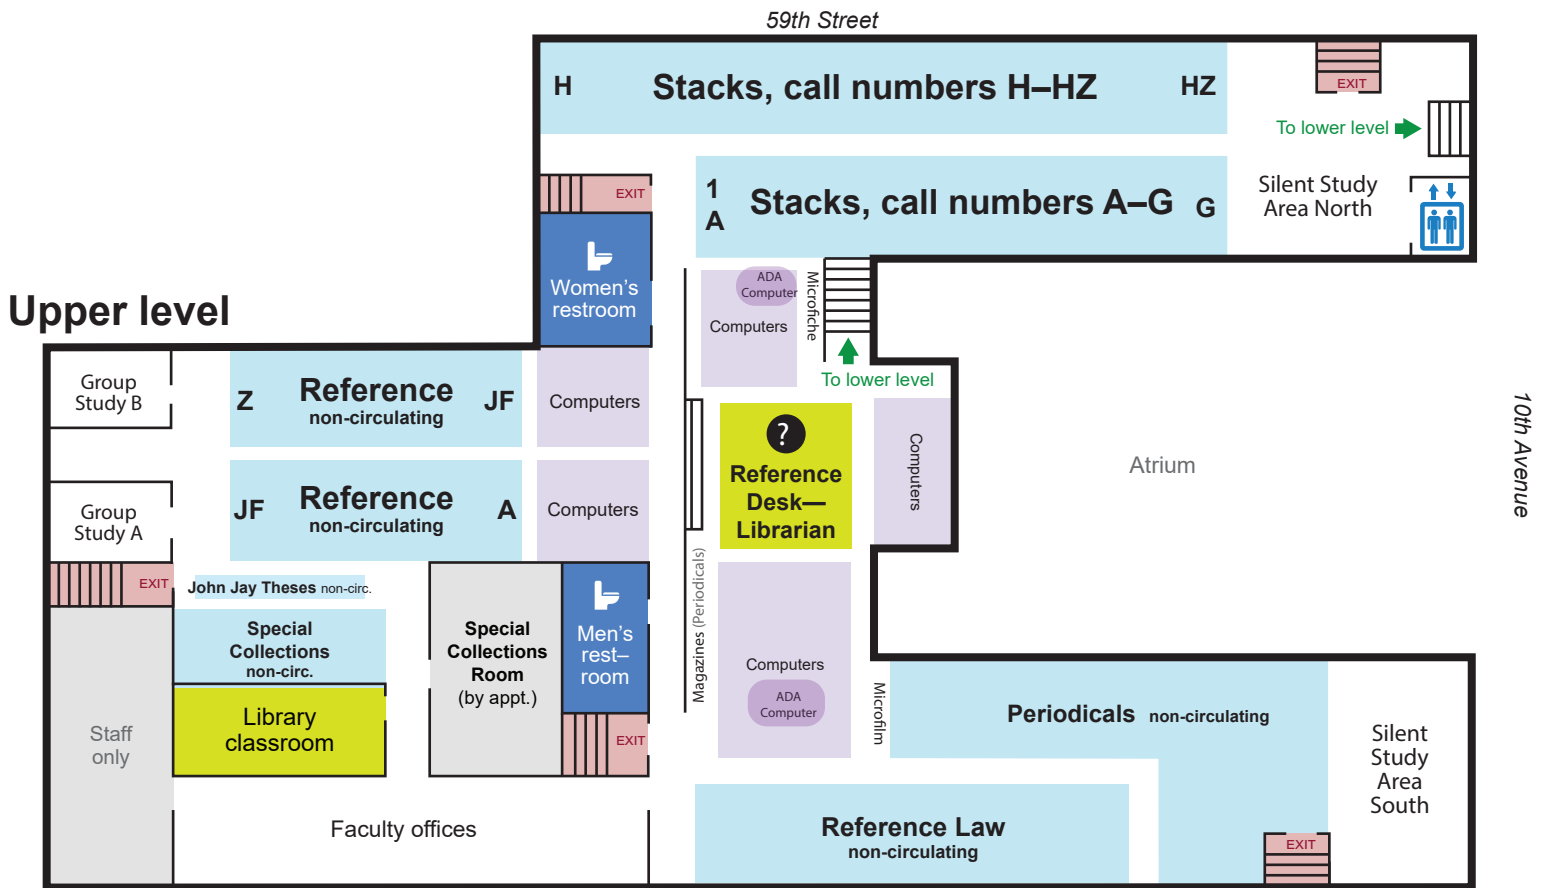 59th Street
H Stacks, call numbers H–HZ HZ
EXIT
To lower level
1
A Stacks, call numbers A–G G
Silent Study
Area North
EXIT
Women's
restroom
ADA
Computer
Computers
Microfiche
To lower level
Upper level
Group
Study B
Z Reference JF
non-circulating
Computers
?
Reference
Desk—
Librarian
Computers
Atrium
10th Avenue
Group
Study A
JF Reference A
non-circulating
Computers
EXIT
John Jay Theses non-circ.
Special
Collections
non-circ.
Library
classroom
Staff
only
Special
Collections
Room
(by appt.)
Men's
rest–
room
EXIT
Magazines (Periodicals)
Computers
ADA
Computer
Microfilm
Periodicals non-circulating
Silent
Study
Area
South
Faculty offices
Reference Law
non-circulating
EXIT